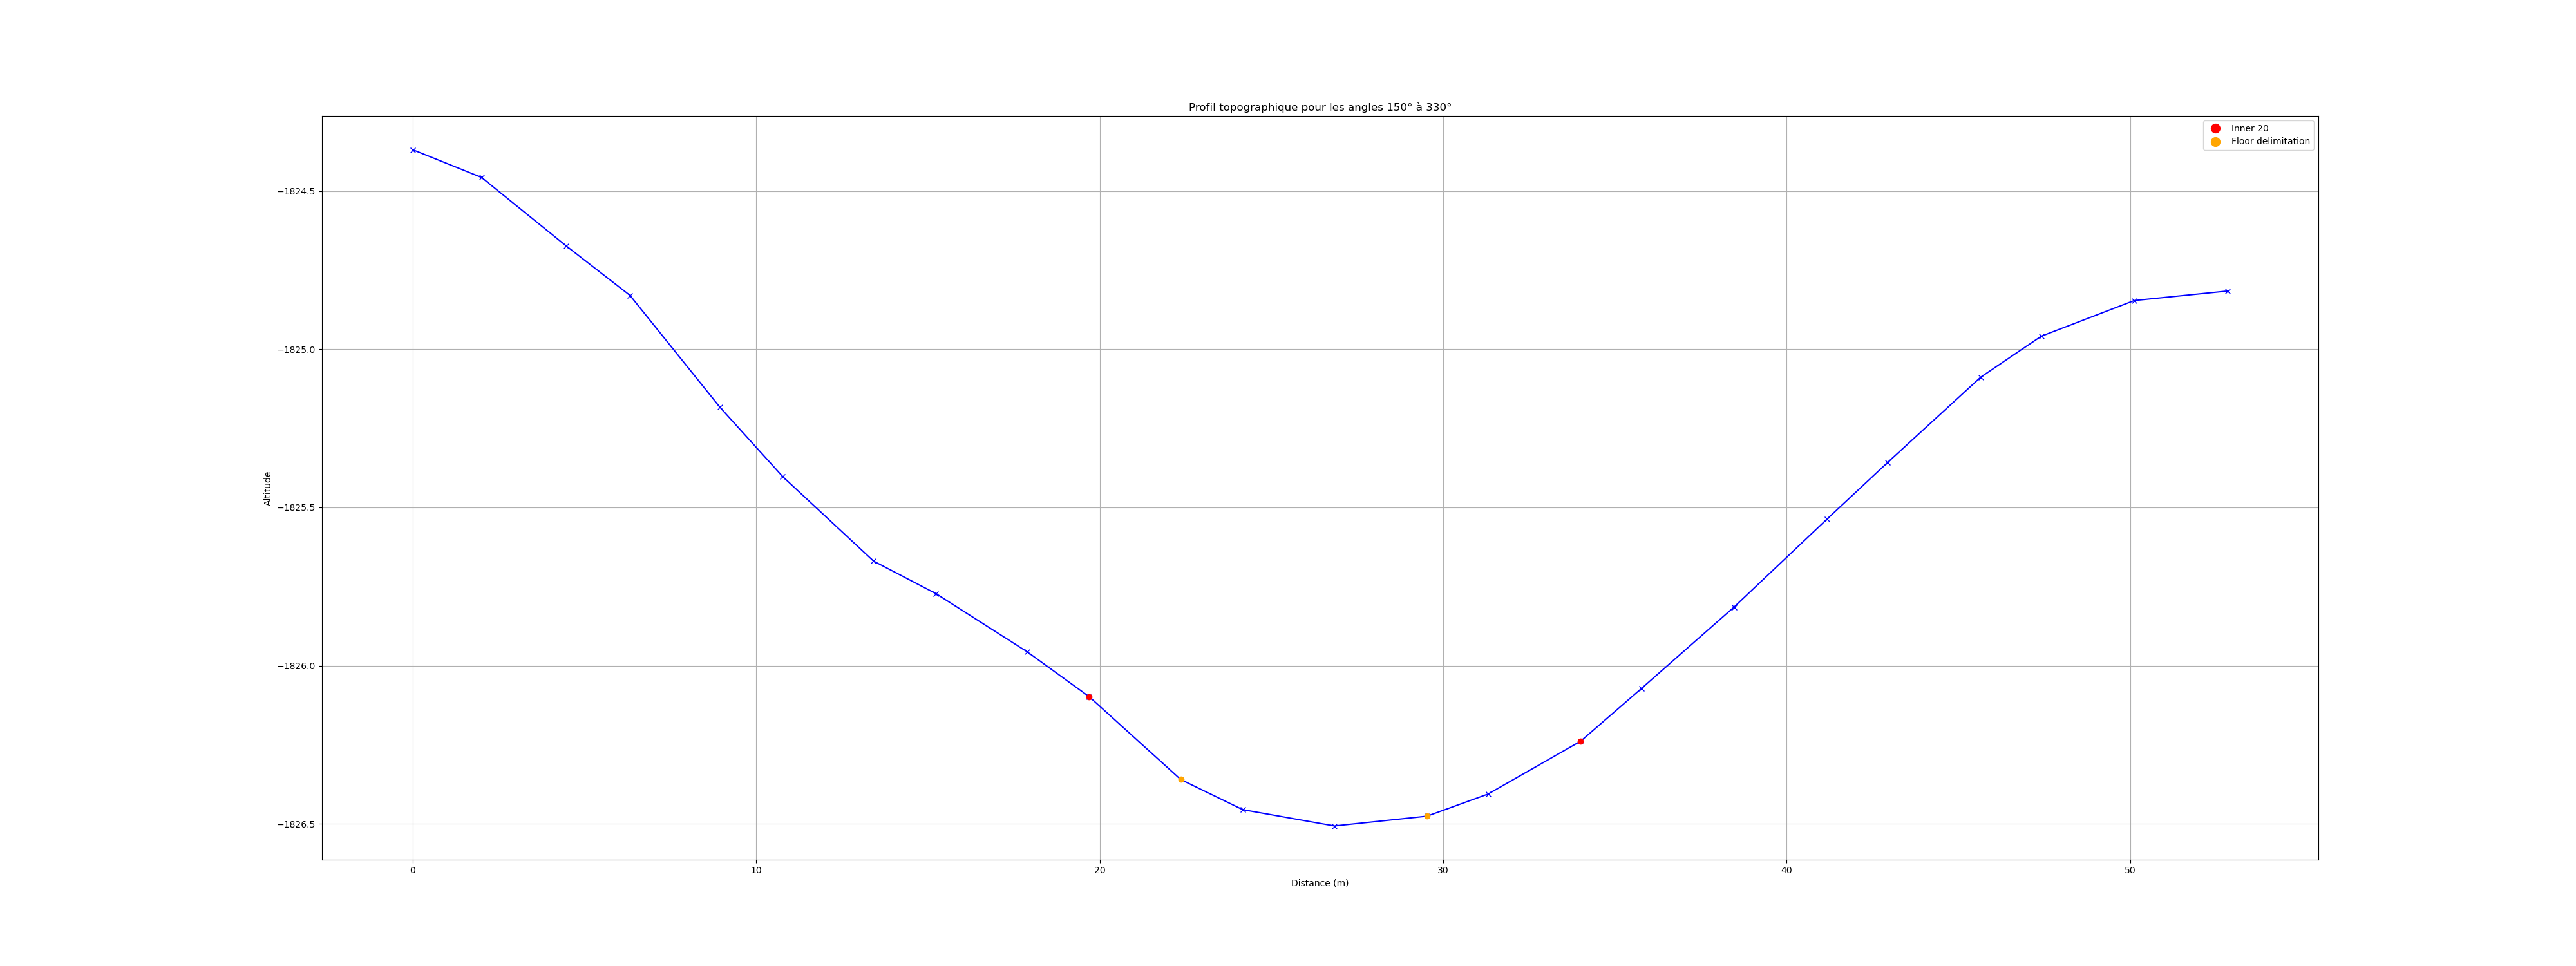 Profil topographique pour les angles 150° à 330°
Inner 20
Floor delimitation
−1824.5
−1825.0
−1825.5
−1826.0
−1826.5
Altitude
0 10 20 30 40 50
Distance (m)